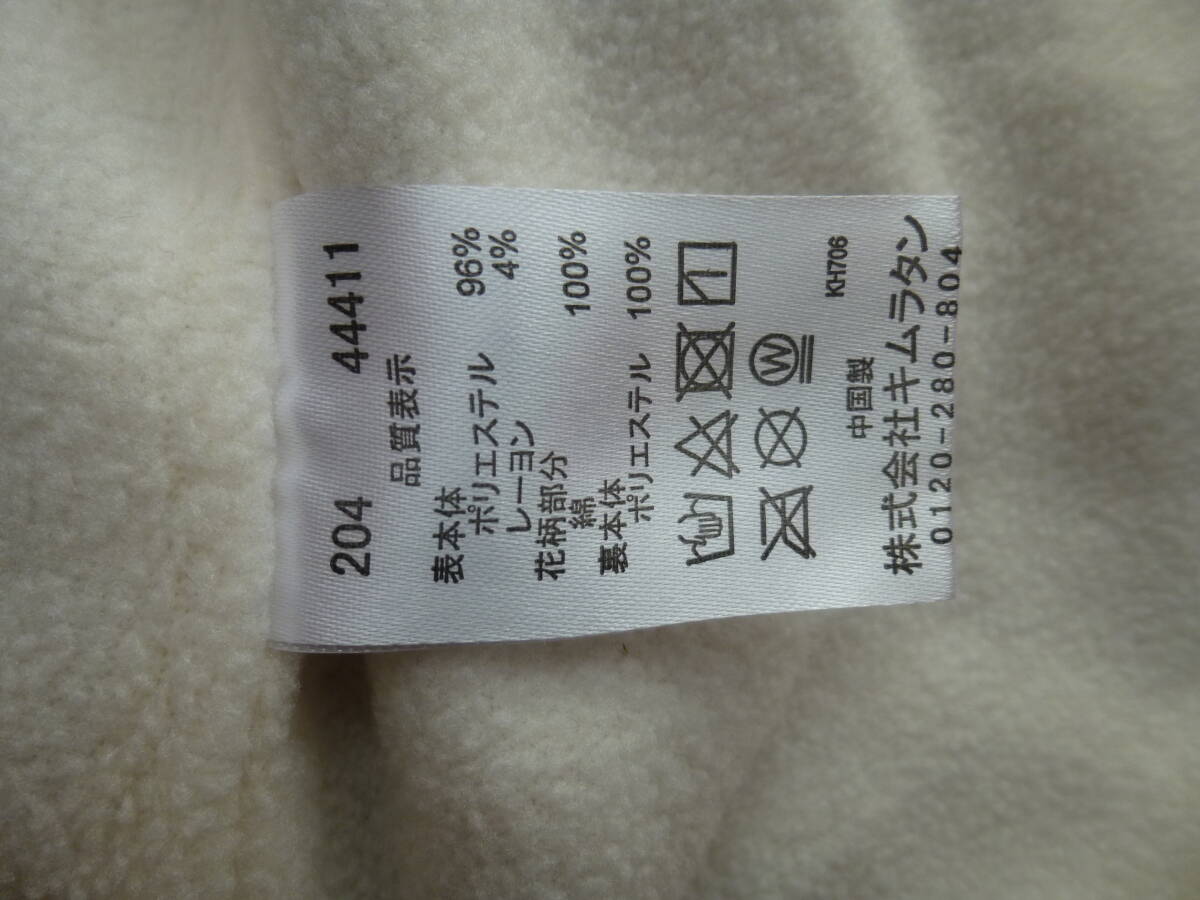 204 44411
品質表示
表本体
ポリエステル 96%
レーヨン 4%
花柄部分
綿 100%
裏本体
ポリエステル 100%
W
KH706
中国製
株式会社キムラタン
0120-280-804